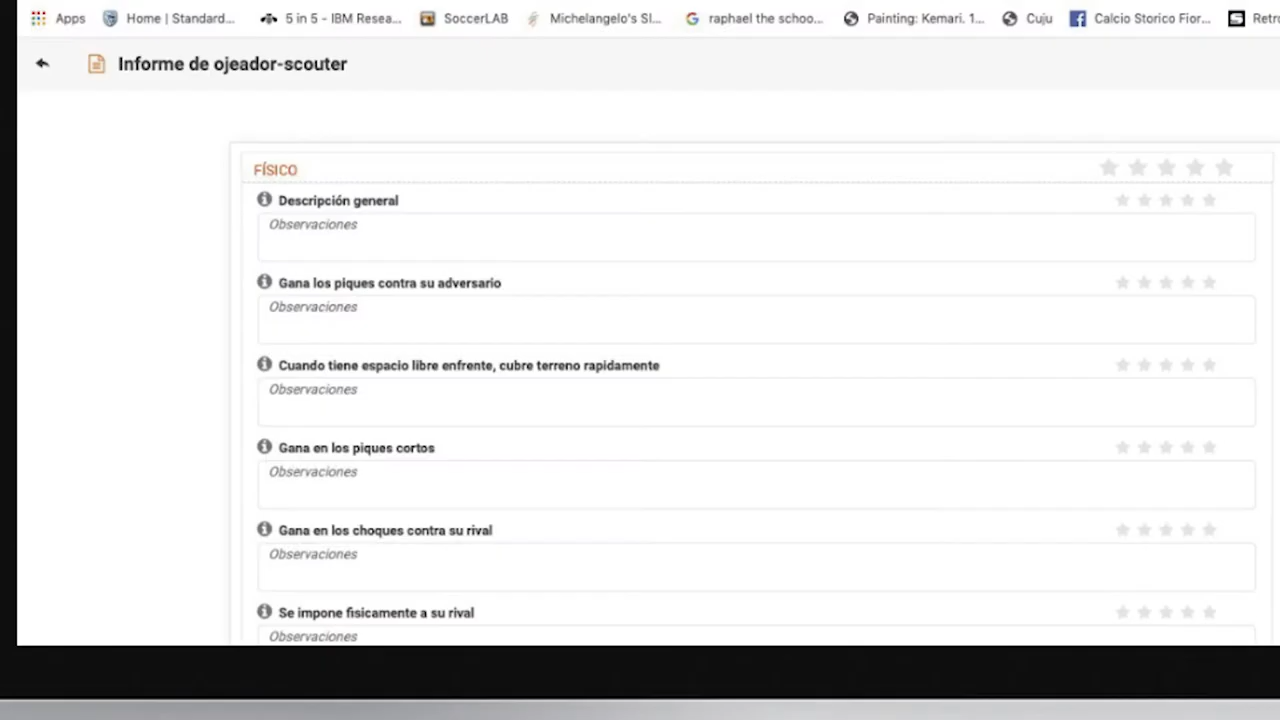 Apps Home | Standard... 5 in 5 - IBM Resea... SoccerLAB Michelangelo's Sl... raphael the schoo... Painting: Kemari. 1... Cuju Calcio Storico Fior... Retro
Informe de ojeador-scouter
FÍSICO
Descripción general
Observaciones
Gana los piques contra su adversario
Observaciones
Cuando tiene espacio libre enfrente, cubre terreno rapidamente
Observaciones
Gana en los piques cortos
Observaciones
Gana en los choques contra su rival
Observaciones
Se impone fisicamente a su rival
Observaciones